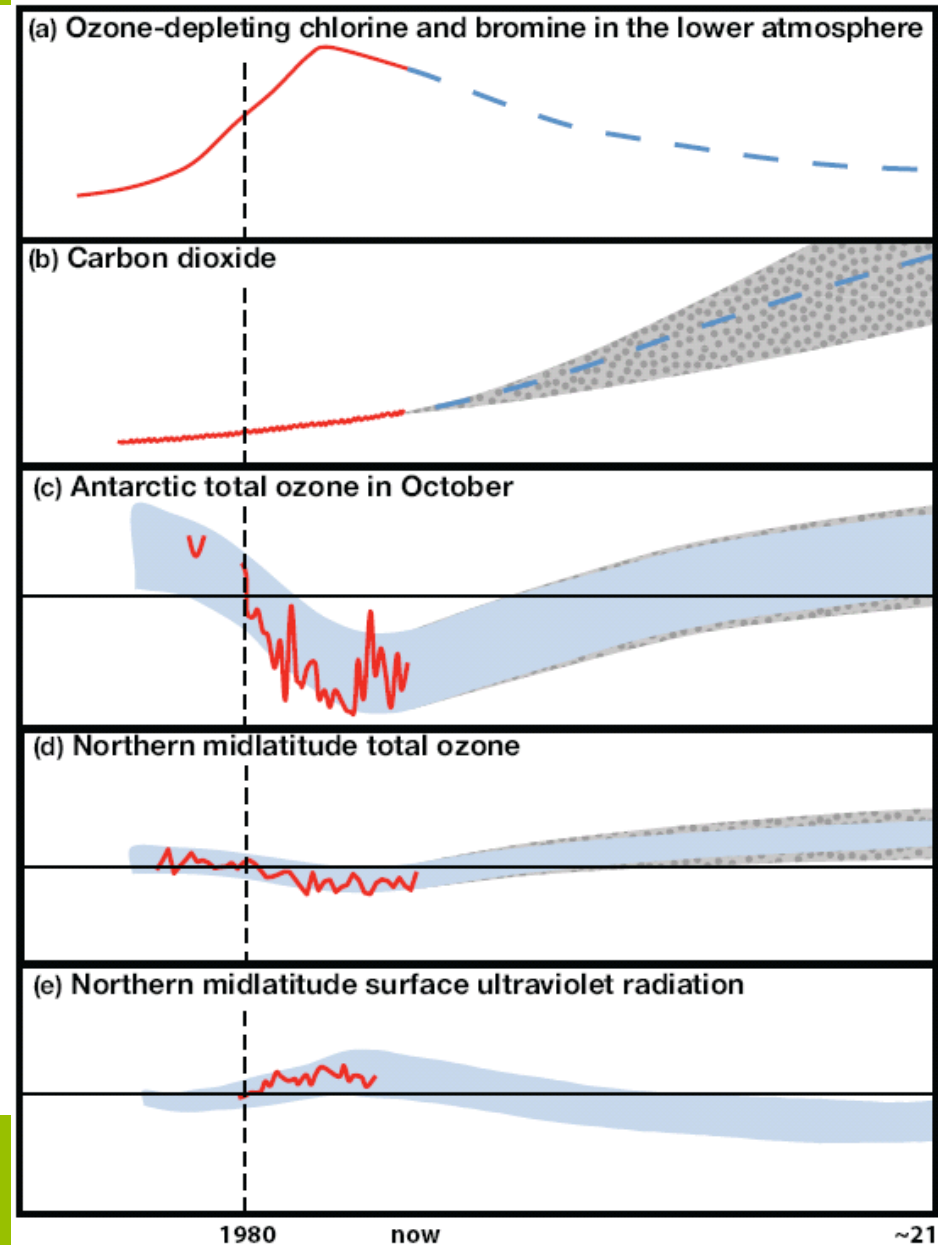 (a) Ozone-depleting chlorine and bromine in the lower atmosphere
(b) Carbon dioxide
(c) Antarctic total ozone in October
(d) Northern midlatitude total ozone
(e) Northern midlatitude surface ultraviolet radiation
1980 now ~21